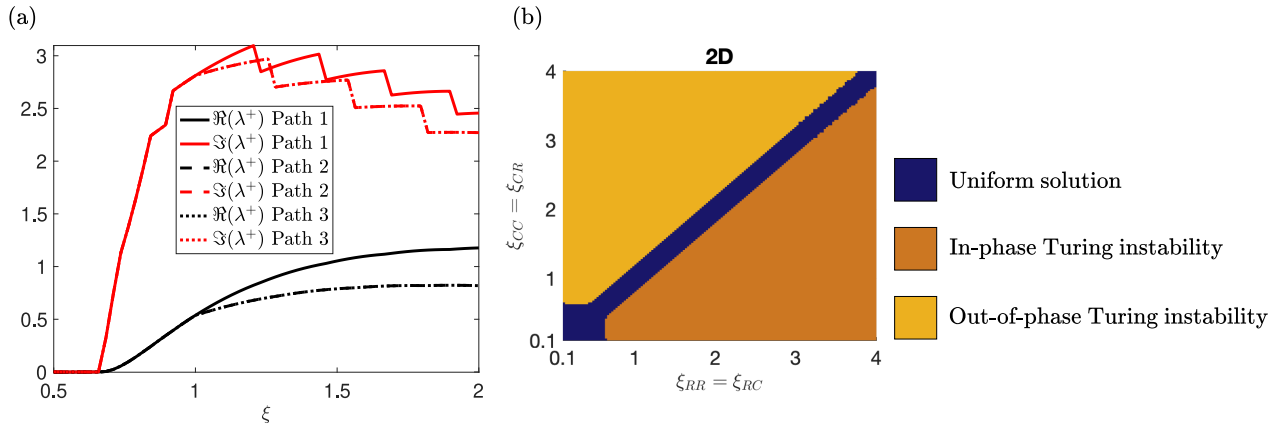 (a)
3
2.5
2
1.5
1
0.5
0
ℜ(λ⁺) Path 1
ℑ(λ⁺) Path 1
ℜ(λ⁺) Path 2
ℑ(λ⁺) Path 2
ℜ(λ⁺) Path 3
ℑ(λ⁺) Path 3
0.5 1 1.5 2
ξ
(b)
2D
4
3
2
1
0.1
ξ_CC = ξ_CR
0.1 1 2 3 4
ξ_RR = ξ_RC
Uniform solution
In-phase Turing instability
Out-of-phase Turing instability